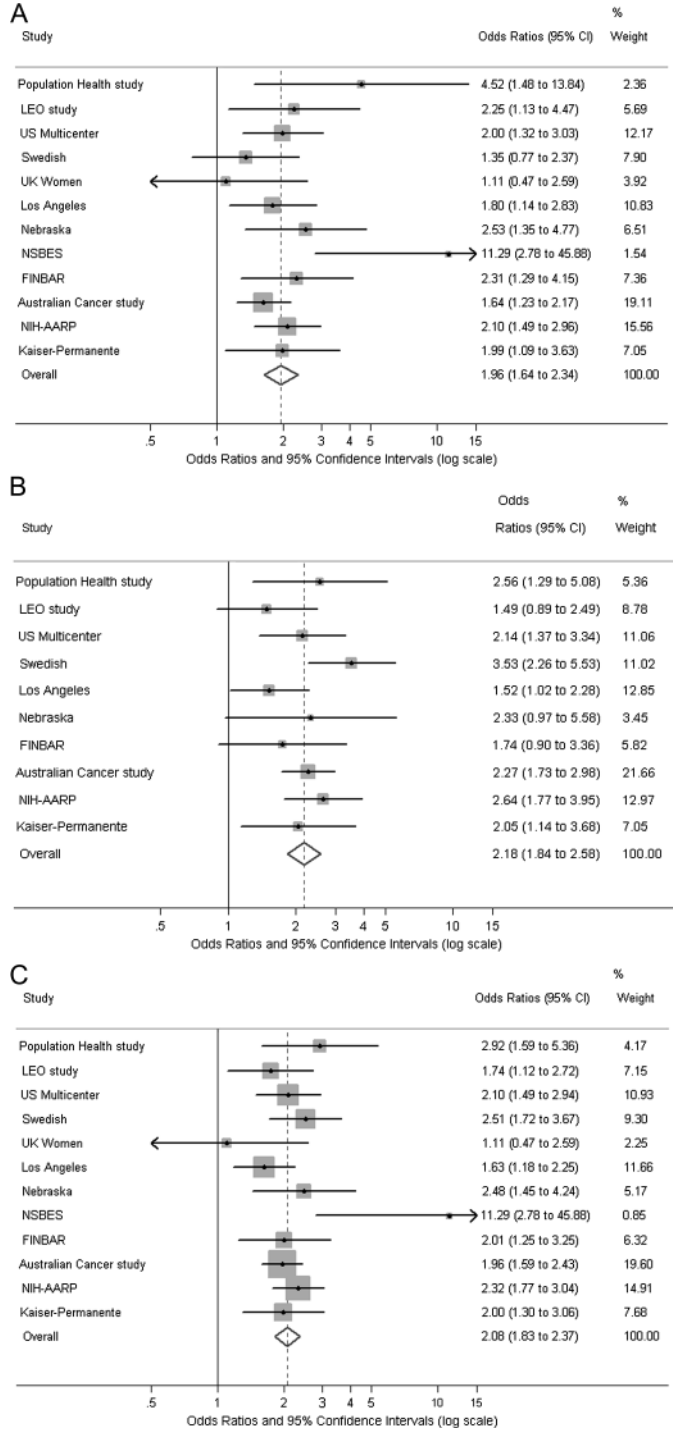 A
%
Study Odds Ratios (95% CI) Weight
Population Health study 4.52 (1.48 to 13.84) 2.36
LEO study 2.25 (1.13 to 4.47) 5.69
US Multicenter 2.00 (1.32 to 3.03) 12.17
Swedish 1.35 (0.77 to 2.37) 7.90
UK Women 1.11 (0.47 to 2.59) 3.92
Los Angeles 1.80 (1.14 to 2.83) 10.83
Nebraska 2.53 (1.35 to 4.77) 6.51
NSBES 11.29 (2.78 to 45.88) 1.54
FINBAR 2.31 (1.29 to 4.15) 7.36
Australian Cancer study 1.64 (1.23 to 2.17) 19.11
NIH-AARP 2.10 (1.49 to 2.96) 15.56
Kaiser-Permanente 1.99 (1.09 to 3.63) 7.05
Overall 1.96 (1.64 to 2.34) 100.00
.5 1 2 3 4 5 10 15
Odds Ratios and 95% Confidence Intervals (log scale)
B
Odds %
Study Ratios (95% CI) Weight
Population Health study 2.56 (1.29 to 5.08) 5.36
LEO study 1.49 (0.89 to 2.49) 8.78
US Multicenter 2.14 (1.37 to 3.34) 11.06
Swedish 3.53 (2.26 to 5.53) 11.02
Los Angeles 1.52 (1.02 to 2.28) 12.85
Nebraska 2.33 (0.97 to 5.58) 3.45
FINBAR 1.74 (0.90 to 3.36) 5.82
Australian Cancer study 2.27 (1.73 to 2.98) 21.66
NIH-AARP 2.64 (1.77 to 3.95) 12.97
Kaiser-Permanente 2.05 (1.14 to 3.68) 7.05
Overall 2.18 (1.84 to 2.58) 100.00
.5 1 2 3 4 5 10 15
Odds Ratios and 95% Confidence Intervals (log scale)
C
%
Study Odds Ratios (95% CI) Weight
Population Health study 2.92 (1.59 to 5.36) 4.17
LEO study 1.74 (1.12 to 2.72) 7.15
US Multicenter 2.10 (1.49 to 2.94) 10.93
Swedish 2.51 (1.72 to 3.67) 9.30
UK Women 1.11 (0.47 to 2.59) 2.25
Los Angeles 1.63 (1.18 to 2.25) 11.66
Nebraska 2.48 (1.45 to 4.24) 5.17
NSBES 11.29 (2.78 to 45.88) 0.85
FINBAR 2.01 (1.25 to 3.25) 6.32
Australian Cancer study 1.96 (1.59 to 2.43) 19.60
NIH-AARP 2.32 (1.77 to 3.04) 14.91
Kaiser-Permanente 2.00 (1.30 to 3.06) 7.68
Overall 2.08 (1.83 to 2.37) 100.00
.5 1 2 3 4 5 10 15
Odds Ratios and 95% Confidence Intervals (log scale)